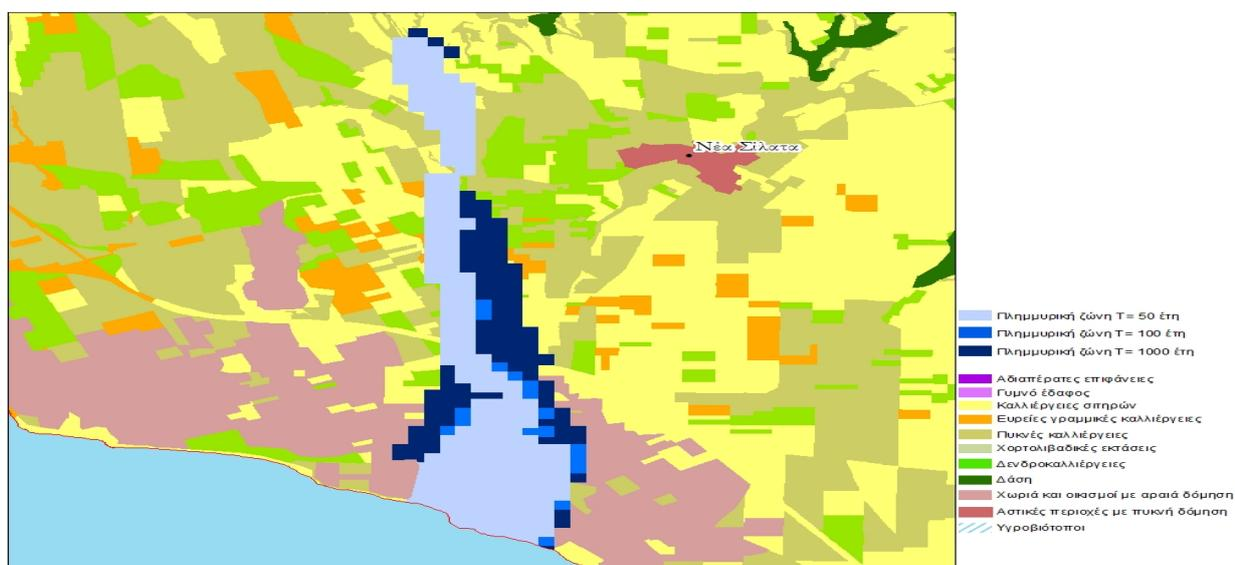 Νέα Σίλατα
Πλημμυρική ζώνη T= 50 έτη
Πλημμυρική ζώνη T= 100 έτη
Πλημμυρική ζώνη T= 1000 έτη
Αδιαπέρατες επιφάνειες
Γυμνό έδαφος
Καλλιέργειες σιτηρών
Ευρείες γραμμικές καλλιέργειες
Πυκνές καλλιέργειες
Χορτολιβαδικές εκτάσεις
Δενδροκαλλιέργειες
Δάση
Χωριά και οικισμοί με αραιά δόμηση
Αστικές περιοχές με πυκνή δόμηση
Υγροβιότοποι